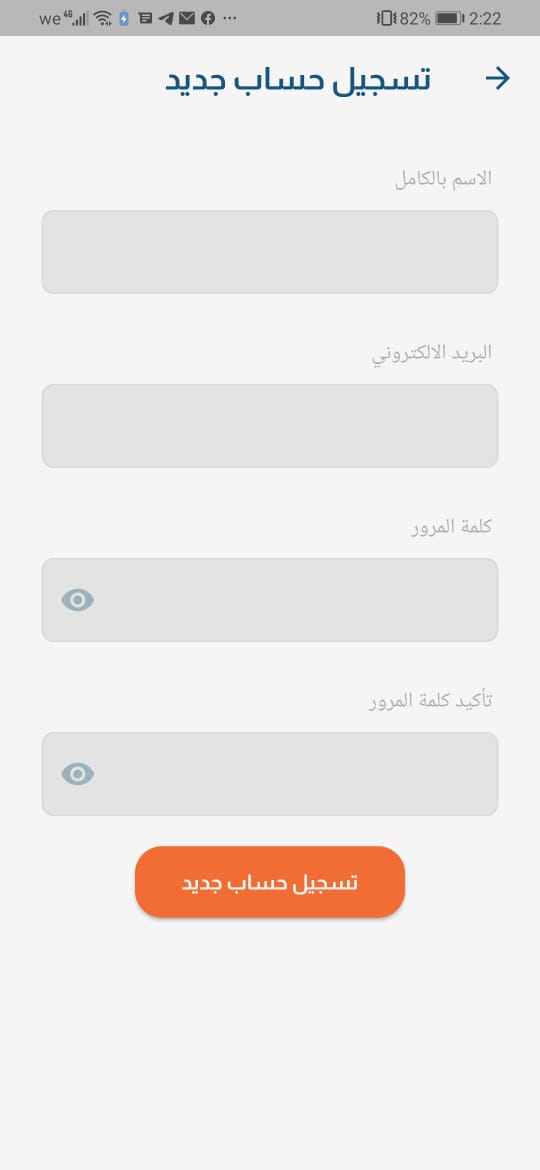 we 4G 82% 2:22
تسجيل حساب جديد
الاسم بالكامل
البريد الالكتروني
كلمة المرور
تأكيد كلمة المرور
تسجيل حساب جديد